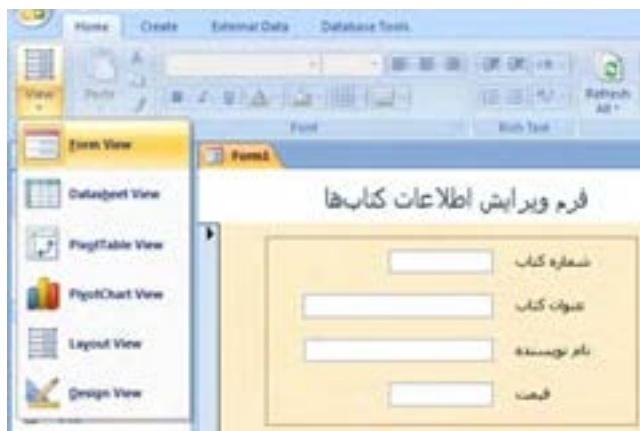 Home Create External Data Database Tools
View Paste Refresh All
Font Rich Text
Form View
Datasheet View
PivotTable View
PivotChart View
Layout View
Design View
Form1
فرم ویرایش اطلاعات کتاب‌ها
شماره کتاب
عنوان کتاب
نام نویسنده
قیمت